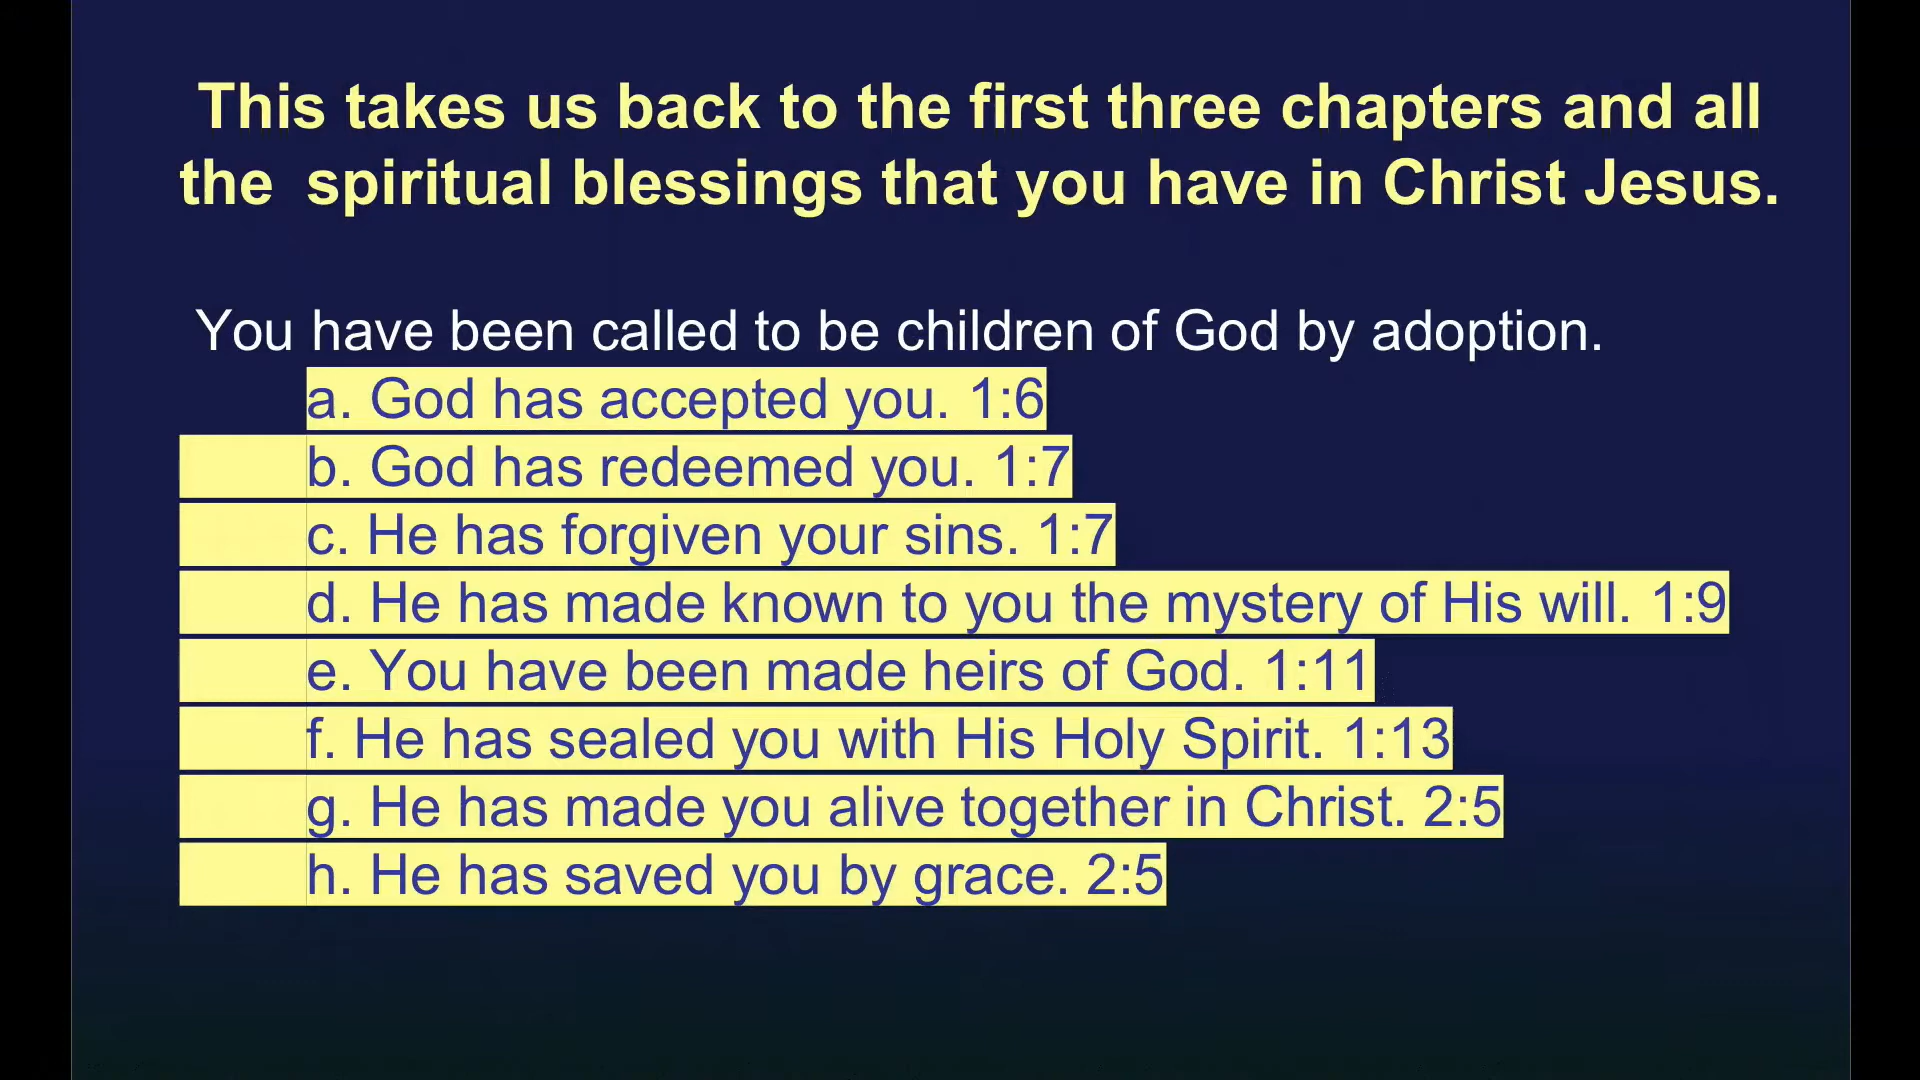 This takes us back to the first three chapters and all
the spiritual blessings that you have in Christ Jesus.
You have been called to be children of God by adoption.
a. God has accepted you. 1:6
b. God has redeemed you. 1:7
c. He has forgiven your sins. 1:7
d. He has made known to you the mystery of His will. 1:9
e. You have been made heirs of God. 1:11
f. He has sealed you with His Holy Spirit. 1:13
g. He has made you alive together in Christ. 2:5
h. He has saved you by grace. 2:5